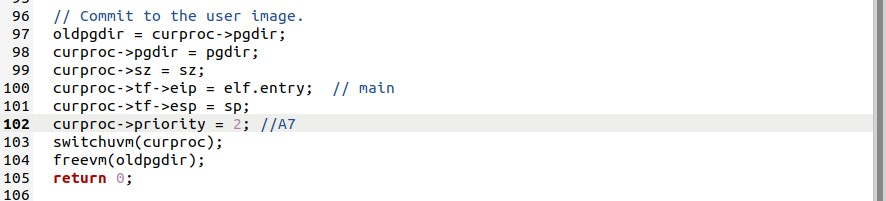 96 // Commit to the user image.
97 oldpgdir = curproc->pgdir;
98 curproc->pgdir = pgdir;
99 curproc->sz = sz;
100 curproc->tf->eip = elf.entry;  // main
101 curproc->tf->esp = sp;
102 curproc->priority = 2; //A7
103 switchuvm(curproc);
104 freevm(oldpgdir);
105 return 0;
106